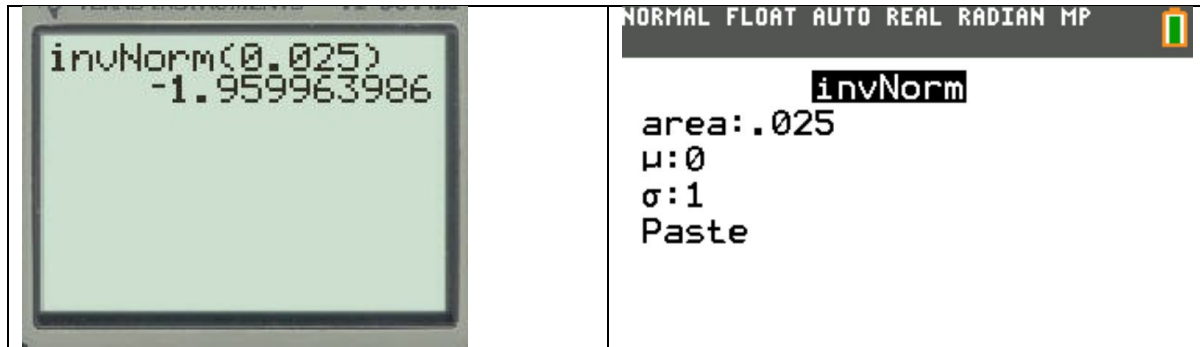 invNorm(0.025)
-1.959963986
NORMAL FLOAT AUTO REAL RADIAN MP
invNorm
area:.025
μ:0
σ:1
Paste